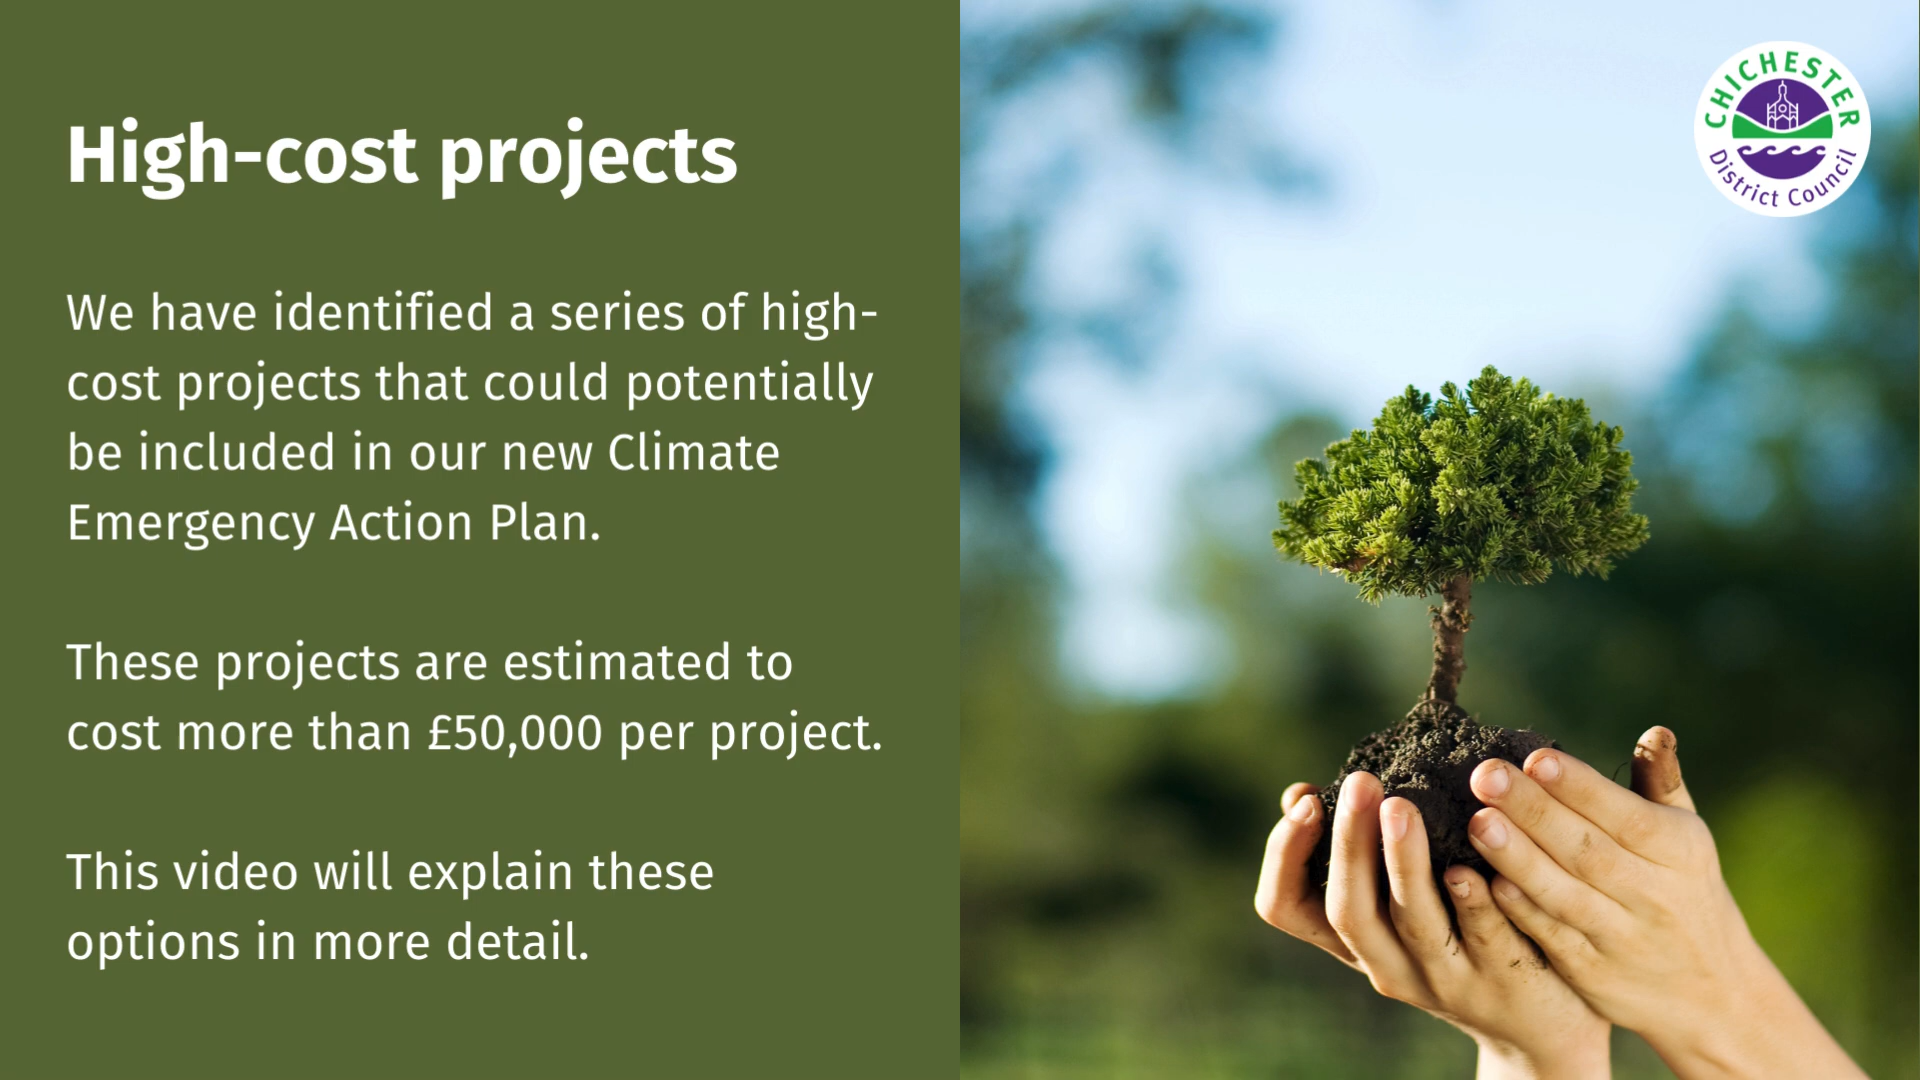 High-cost projects
We have identified a series of high-
cost projects that could potentially
be included in our new Climate
Emergency Action Plan.
These projects are estimated to
cost more than £50,000 per project.
This video will explain these
options in more detail.
CHICHESTER
District Council